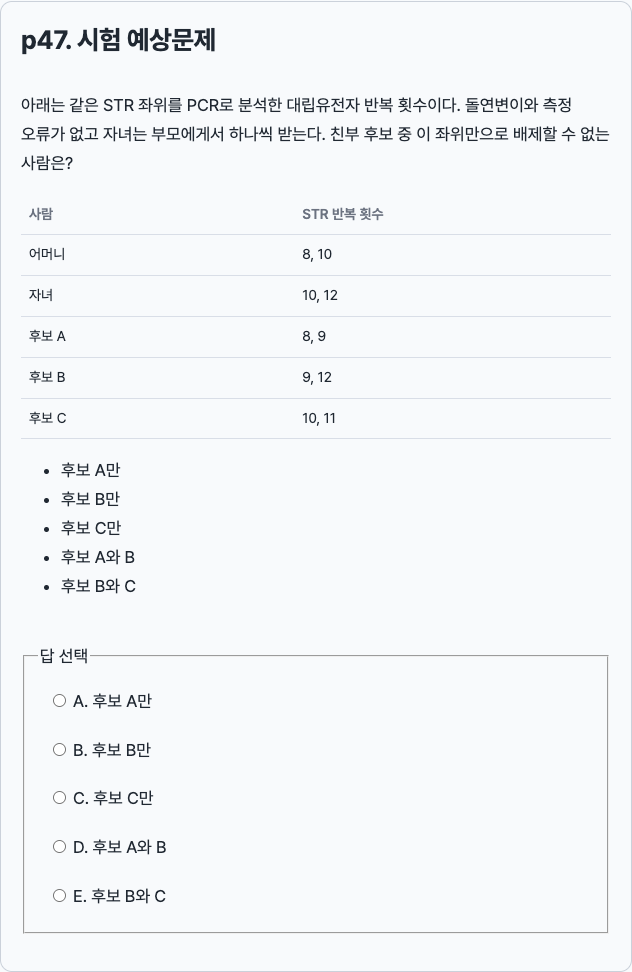 p47. 시험 예상문제
아래는 같은 STR 좌위를 PCR로 분석한 대립유전자 반복 횟수이다. 돌연변이와 측정
오류가 없고 자녀는 부모에게서 하나씩 받는다. 친부 후보 중 이 좌위만으로 배제할 수 없는
사람은?
사람 STR 반복 횟수
어머니 8, 10
자녀 10, 12
후보 A 8, 9
후보 B 9, 12
후보 C 10, 11
• 후보 A만
• 후보 B만
• 후보 C만
• 후보 A와 B
• 후보 B와 C
답 선택
A. 후보 A만
B. 후보 B만
C. 후보 C만
D. 후보 A와 B
E. 후보 B와 C